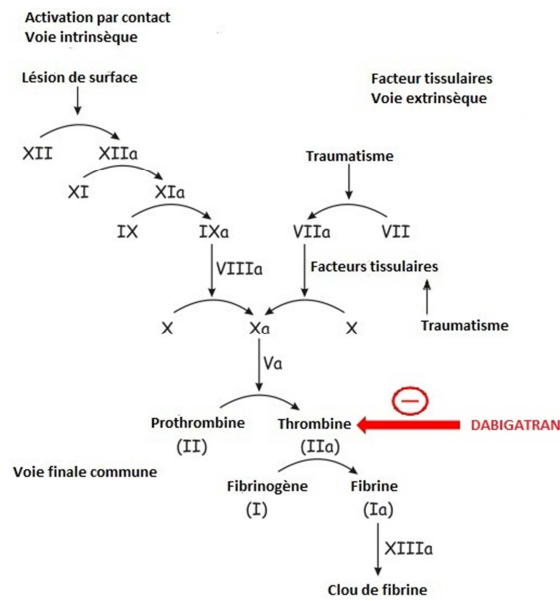 Activation par contact
Voie intrinsèque
Lésion de surface
Facteur tissulaires
Voie extrinsèque
XII XIIa
Traumatisme
XI XIa
IX IXa VIIa VII
VIIIa Facteurs tissulaires
X Xa X Traumatisme
Va
Prothrombine Thrombine DABIGATRAN
(II) (IIa)
Voie finale commune
Fibrinogène Fibrine
(I) (Ia)
XIIIa
Clou de fibrine